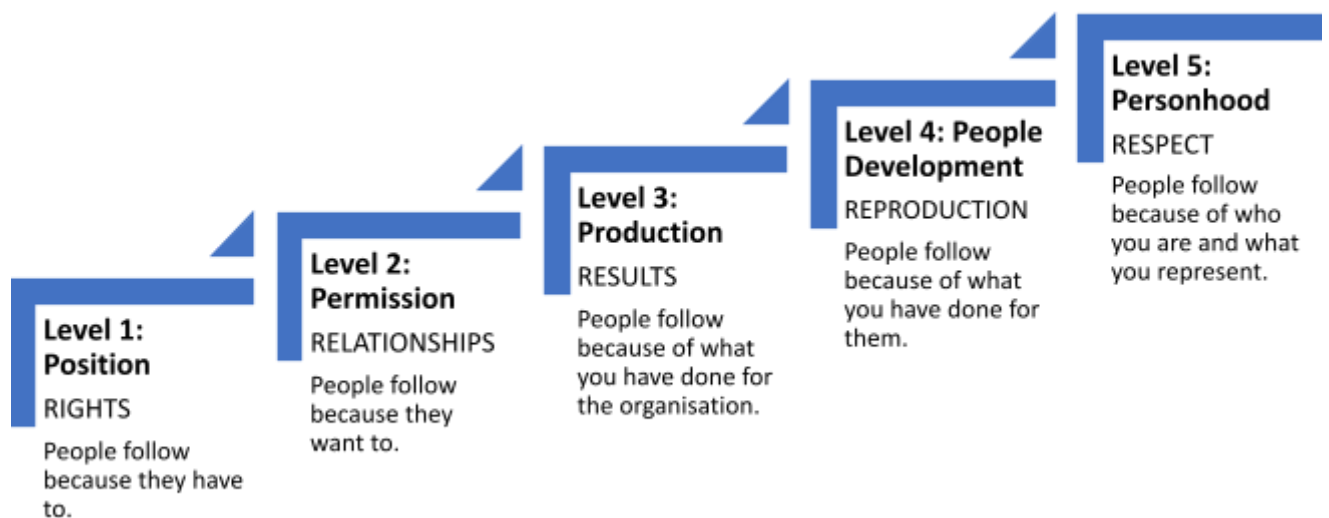 Level 1:
Position
RIGHTS
People follow
because they have
to.
Level 2:
Permission
RELATIONSHIPS
People follow
because they
want to.
Level 3:
Production
RESULTS
People follow
because of what
you have done for
the organisation.
Level 4: People
Development
REPRODUCTION
People follow
because of what
you have done for
them.
Level 5:
Personhood
RESPECT
People follow
because of who
you are and what
you represent.